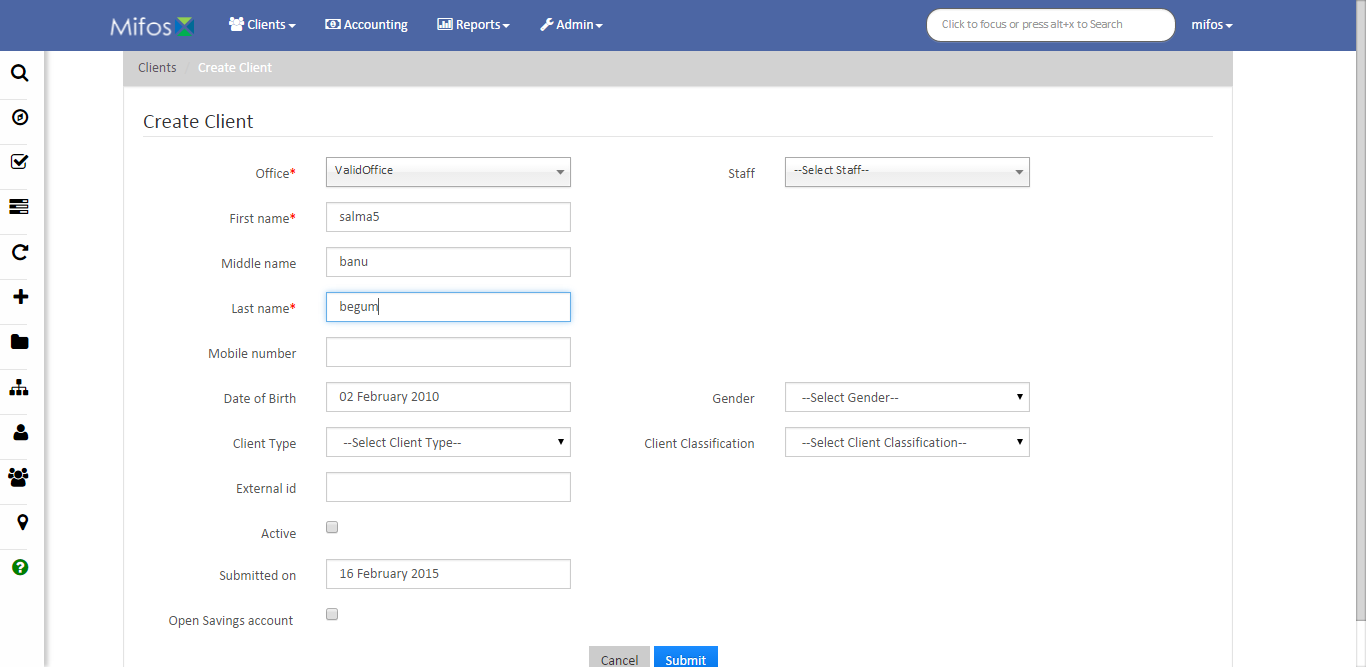 Mifos Clients Accounting Reports Admin Click to focus or press alt+x to Search mifos
Clients / Create Client
Create Client
Office* ValidOffice Staff --Select Staff--
First name* salma5
Middle name banu
Last name* begum
Mobile number
Date of Birth 02 February 2010 Gender --Select Gender--
Client Type --Select Client Type-- Client Classification --Select Client Classification--
External id
Active
Submitted on 16 February 2015
Open Savings account
Cancel Submit